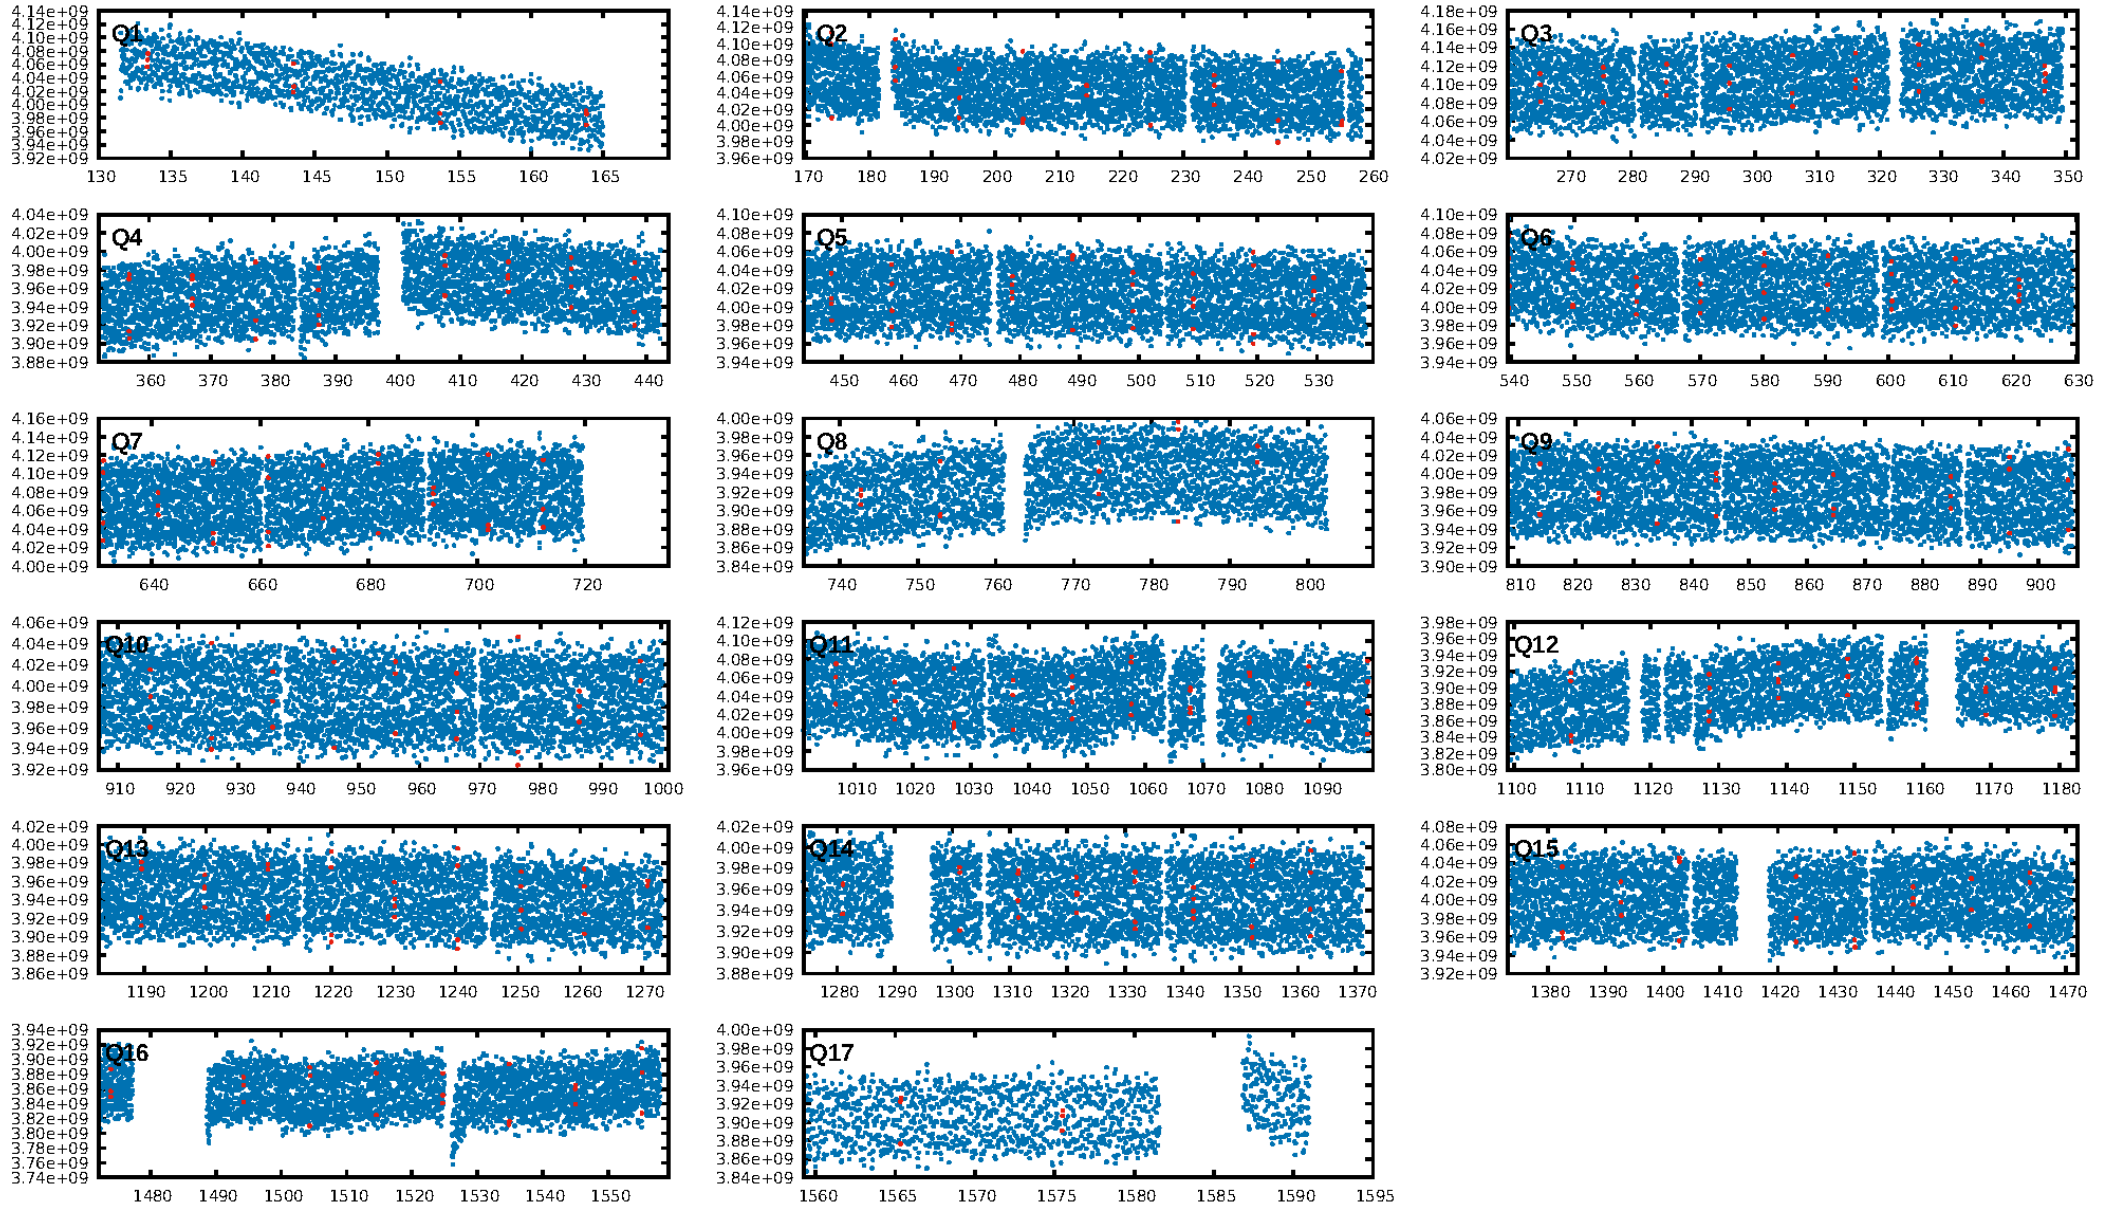 4.14e+09
4.12e+09
4.10e+09
4.08e+09
4.06e+09
4.04e+09
4.02e+09
4.00e+09
3.98e+09
3.96e+09
3.94e+09
3.92e+09
Q1
130 135 140 145 150 155 160 165
4.14e+09
4.12e+09
4.10e+09
4.08e+09
4.06e+09
4.04e+09
4.02e+09
4.00e+09
3.98e+09
3.96e+09
Q2
170 180 190 200 210 220 230 240 250 260
4.18e+09
4.16e+09
4.14e+09
4.12e+09
4.10e+09
4.08e+09
4.06e+09
4.04e+09
4.02e+09
Q3
270 280 290 300 310 320 330 340 350
4.04e+09
4.02e+09
4.00e+09
3.98e+09
3.96e+09
3.94e+09
3.92e+09
3.90e+09
3.88e+09
Q4
360 370 380 390 400 410 420 430 440
4.10e+09
4.08e+09
4.06e+09
4.04e+09
4.02e+09
4.00e+09
3.98e+09
3.96e+09
3.94e+09
Q5
450 460 470 480 490 500 510 520 530
4.10e+09
4.08e+09
4.06e+09
4.04e+09
4.02e+09
4.00e+09
3.98e+09
3.96e+09
3.94e+09
Q6
540 550 560 570 580 590 600 610 620 630
4.16e+09
4.14e+09
4.12e+09
4.10e+09
4.08e+09
4.06e+09
4.04e+09
4.02e+09
4.00e+09
Q7
640 660 680 700 720
4.00e+09
3.98e+09
3.96e+09
3.94e+09
3.92e+09
3.90e+09
3.88e+09
3.86e+09
3.84e+09
Q8
740 750 760 770 780 790 800
4.06e+09
4.04e+09
4.02e+09
4.00e+09
3.98e+09
3.96e+09
3.94e+09
3.92e+09
3.90e+09
Q9
810 820 830 840 850 860 870 880 890 900
4.06e+09
4.04e+09
4.02e+09
4.00e+09
3.98e+09
3.96e+09
3.94e+09
3.92e+09
Q10
910 920 930 940 950 960 970 980 990 1000
4.12e+09
4.10e+09
4.08e+09
4.06e+09
4.04e+09
4.02e+09
4.00e+09
3.98e+09
3.96e+09
Q11
1010 1020 1030 1040 1050 1060 1070 1080 1090
3.98e+09
3.96e+09
3.94e+09
3.92e+09
3.90e+09
3.88e+09
3.86e+09
3.84e+09
3.82e+09
3.80e+09
Q12
1100 1110 1120 1130 1140 1150 1160 1170 1180
4.02e+09
4.00e+09
3.98e+09
3.96e+09
3.94e+09
3.92e+09
3.90e+09
3.88e+09
3.86e+09
Q13
1190 1200 1210 1220 1230 1240 1250 1260 1270
4.02e+09
4.00e+09
3.98e+09
3.96e+09
3.94e+09
3.92e+09
3.90e+09
3.88e+09
Q14
1280 1290 1300 1310 1320 1330 1340 1350 1360 1370
4.08e+09
4.06e+09
4.04e+09
4.02e+09
4.00e+09
3.98e+09
3.96e+09
3.94e+09
3.92e+09
Q15
1380 1390 1400 1410 1420 1430 1440 1450 1460 1470
3.94e+09
3.92e+09
3.90e+09
3.88e+09
3.86e+09
3.84e+09
3.82e+09
3.80e+09
3.78e+09
3.76e+09
3.74e+09
Q16
1480 1490 1500 1510 1520 1530 1540 1550
4.00e+09
3.98e+09
3.96e+09
3.94e+09
3.92e+09
3.90e+09
3.88e+09
3.86e+09
3.84e+09
Q17
1560 1565 1570 1575 1580 1585 1590 1595